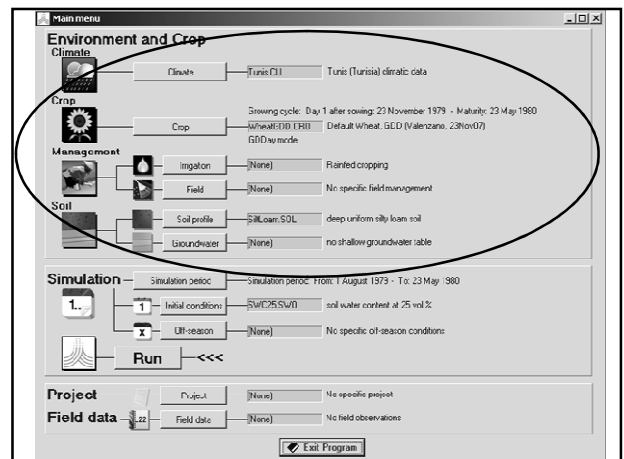 Main menu
Environment and Crop
Climate
Climate Tunis.CLI Tunis (Tunisia) climatic data
Crop
Growing cycle: Day 1 after sowing: 23 November 1979 - Maturity: 23 May 1980
Crop WheatGDD.CRO Default Wheat, GDD (Valenzano, 23Nov07)
GDDay mode
Management
Irrigation (None) Rainfed cropping
Field (None) No specific field management
Soil
Soil profile SiltLoam.SOL deep uniform silty loam soil
Groundwater (None) no shallow groundwater table
Simulation Simulation period Simulation period: From: 1 August 1979 - To: 23 May 1980
1.. 1 Initial conditions SWC25.SW0 soil water content at 25 vol %
X Off-season (None) No specific off-season conditions
Run <<<
Project Project (None) No specific project
Field data .22 Field data (None) No field observations
Exit Program